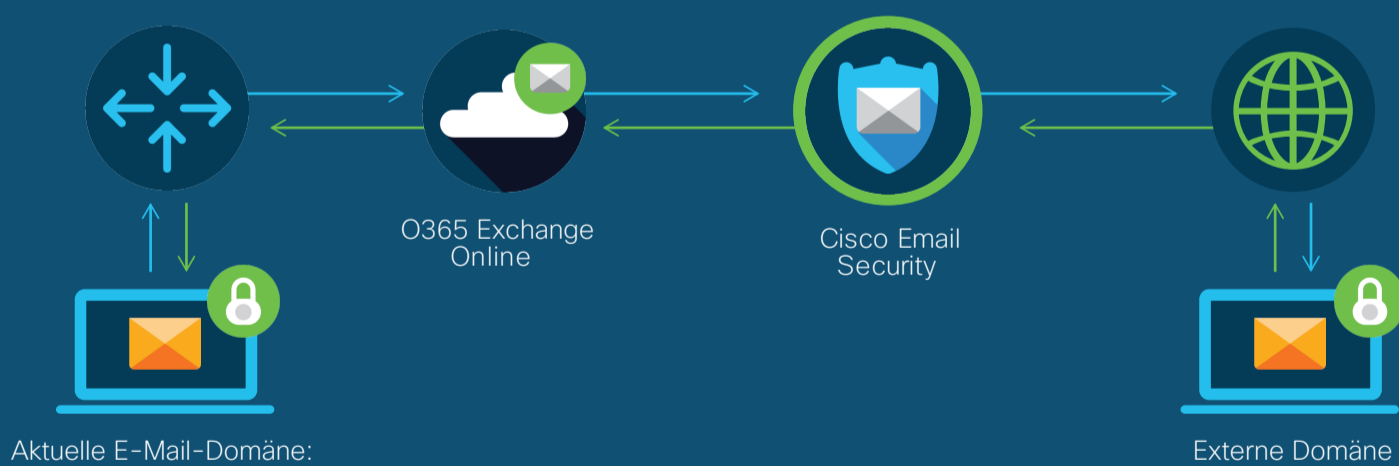 O365 Exchange
Online
Cisco Email
Security
Aktuelle E-Mail-Domäne:
Externe Domäne